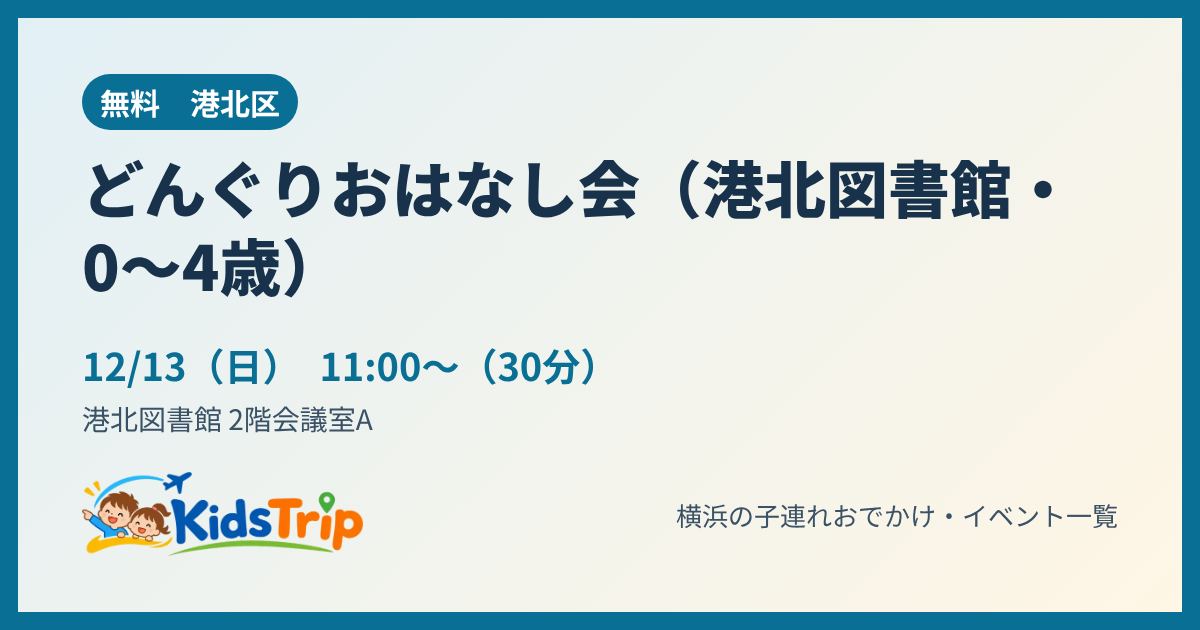 無料　港北区
どんぐりおはなし会（港北図書館・
0〜4歳）
12/13（日）　11:00〜（30分）
港北図書館 2階会議室A
KidsTrip
横浜の子連れおでかけ・イベント一覧